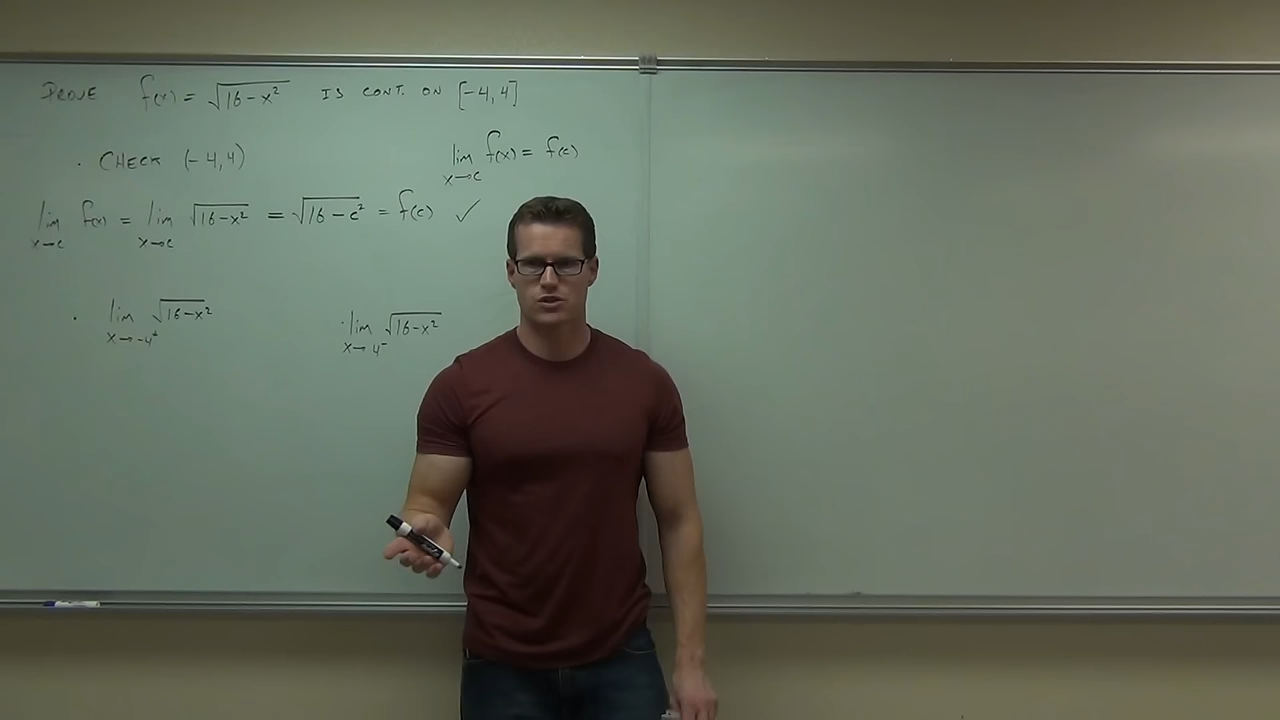 PROVE f(x) = √16-x² IS CONT. ON [-4, 4]
· CHECK (-4, 4)
lim f(x) = f(c)
x→c
lim f(x) = lim √16-x² = √16-c² = f(c) ✓
x→c x→c
· lim √16-x²
x→-4⁺
· lim √16-x²
x→4⁻